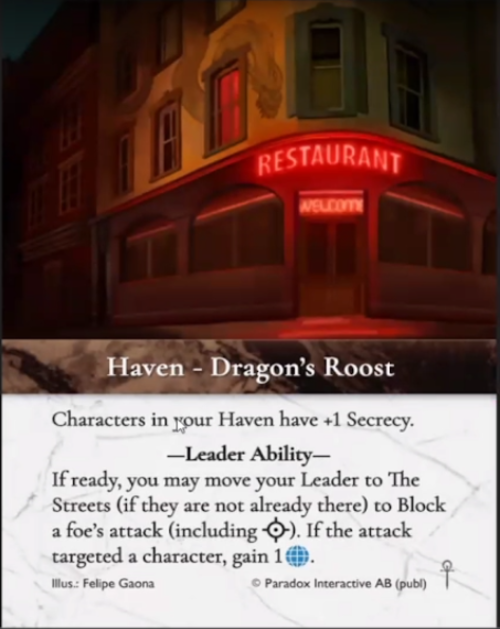 RESTAURANT
WELCOME
Haven - Dragon's Roost
Characters in your Haven have +1 Secrecy.
—Leader Ability—
If ready, you may move your Leader to The
Streets (if they are not already there) to Block
a foe's attack (including ). If the attack
targeted a character, gain 1.
Illus.: Felipe Gaona
© Paradox Interactive AB (publ)